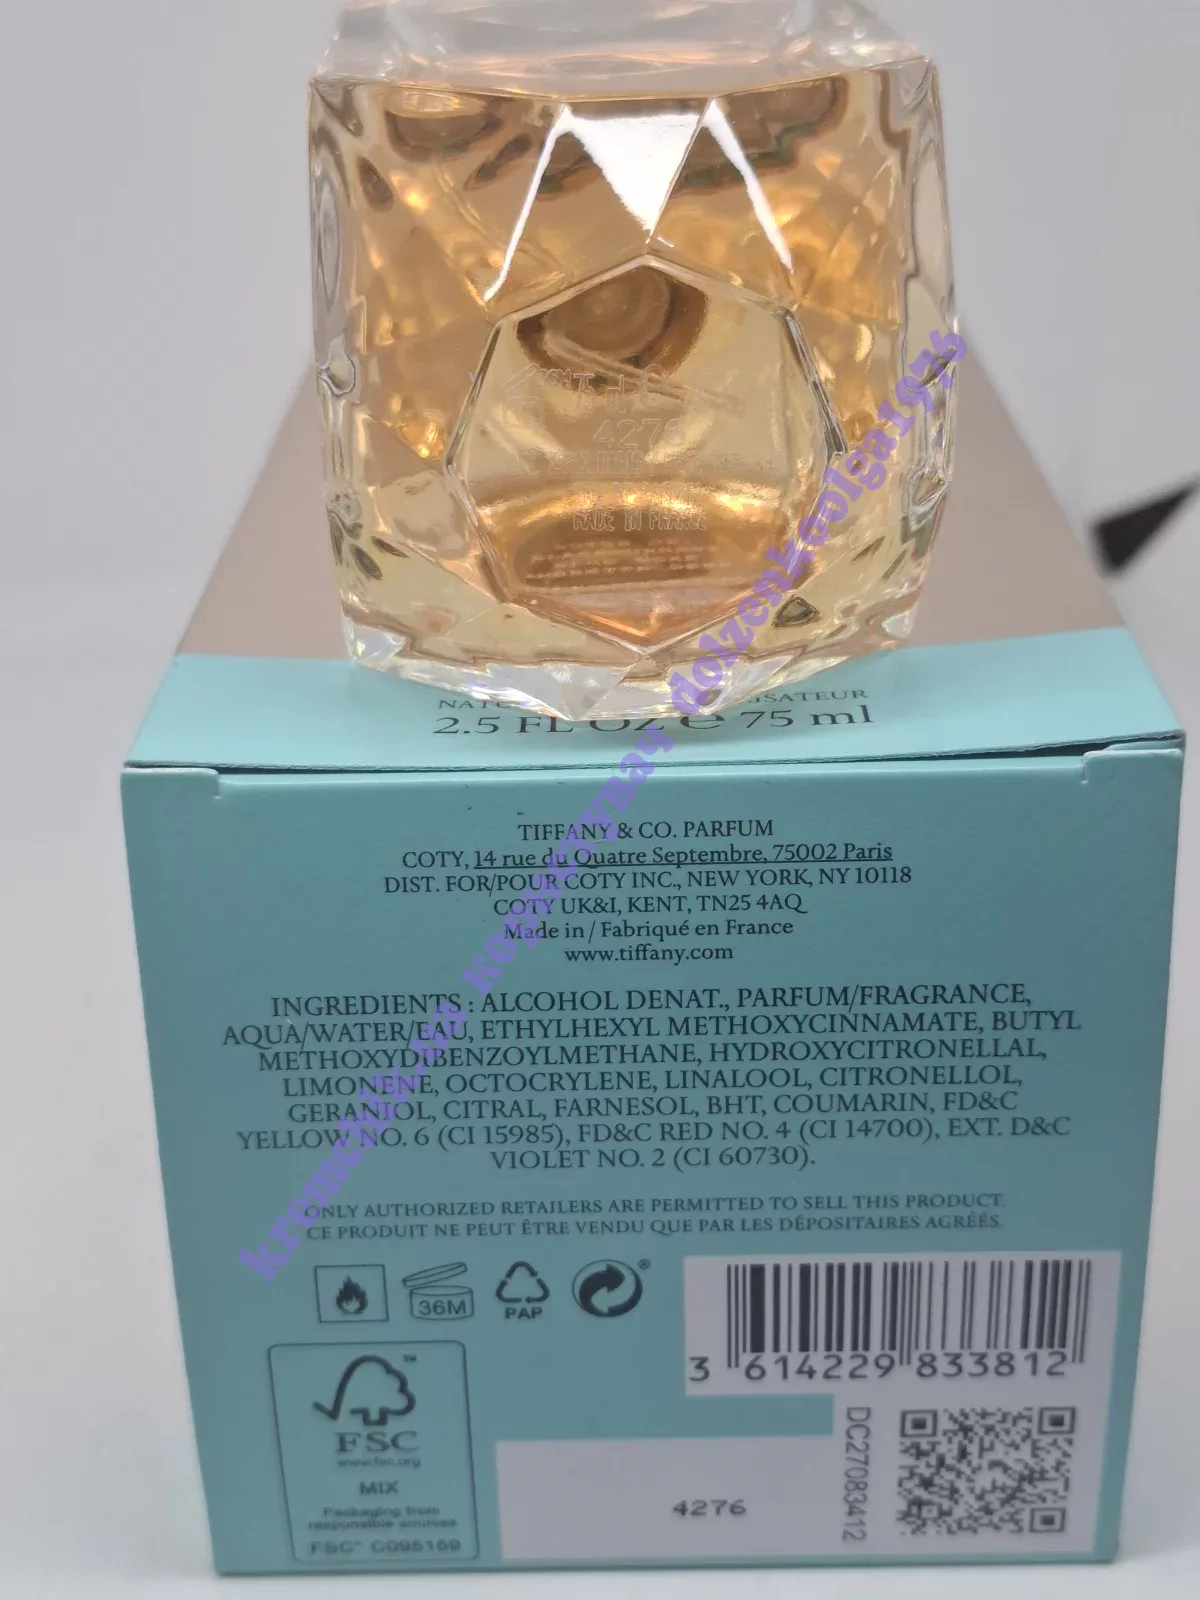 75 ml
4276
MADE IN FRANCE
2.5 FL OZ e 75 ml
TIFFANY & CO. PARFUM
COTY, 14 rue du Quatre Septembre, 75002 Paris
DIST. FOR/POUR COTY INC., NEW YORK, NY 10118
COTY UK&I, KENT, TN25 4AQ
Made in / Fabriqué en France
www.tiffany.com
INGREDIENTS : ALCOHOL DENAT., PARFUM/FRAGRANCE,
AQUA/WATER/EAU, ETHYLHEXYL METHOXYCINNAMATE, BUTYL
METHOXYDIBENZOYLMETHANE, HYDROXYCITRONELLAL,
LIMONENE, OCTOCRYLENE, LINALOOL, CITRONELLOL,
GERANIOL, CITRAL, FARNESOL, BHT, COUMARIN, FD&C
YELLOW NO. 6 (CI 15985), FD&C RED NO. 4 (CI 14700), EXT. D&C
VIOLET NO. 2 (CI 60730).
ONLY AUTHORIZED RETAILERS ARE PERMITTED TO SELL THIS PRODUCT.
CE PRODUIT NE PEUT ÊTRE VENDU QUE PAR LES DÉPOSITAIRES AGRÉÉS.
36M
PAP
®
3 614229 833812
DC27083412
FSC
™
www.fsc.org
MIX
Packaging from
responsible sources
FSC® C095159
4276
dolzenkoolga1976